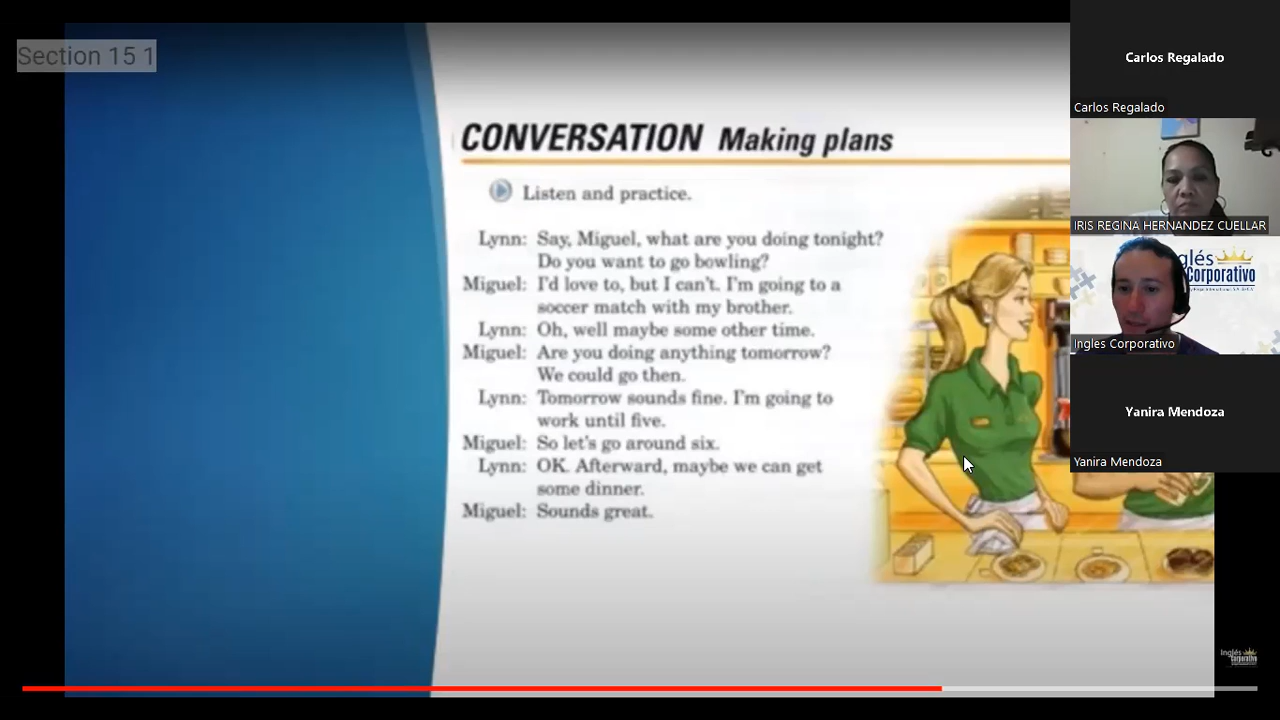 Section 15 1
CONVERSATION Making plans
Listen and practice.
Lynn: Say, Miguel, what are you doing tonight?
Do you want to go bowling?
Miguel: I'd love to, but I can't. I'm going to a
soccer match with my brother.
Lynn: Oh, well maybe some other time.
Miguel: Are you doing anything tomorrow?
We could go then.
Lynn: Tomorrow sounds fine. I'm going to
work until five.
Miguel: So let's go around six.
Lynn: OK. Afterward, maybe we can get
some dinner.
Miguel: Sounds great.
Carlos Regalado
Carlos Regalado
IRIS REGINA HERNANDEZ CUELLAR
glés
Corporativo
Ingles Corporativo
Yanira Mendoza
Yanira Mendoza
Inglés
Corporativo